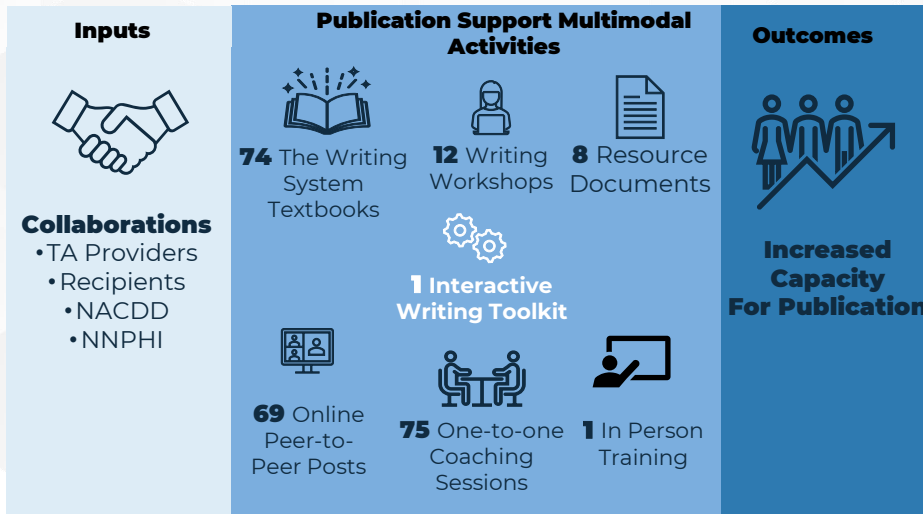 Inputs
Collaborations
•TA Providers
•Recipients
•NACDD
•NNPHI
Publication Support Multimodal
Activities
74 The Writing
System
Textbooks
12 Writing
Workshops
8 Resource
Documents
1 Interactive
Writing Toolkit
69 Online
Peer-to-
Peer Posts
75 One-to-one
Coaching
Sessions
1 In Person
Training
Outcomes
Increased
Capacity
For Publication